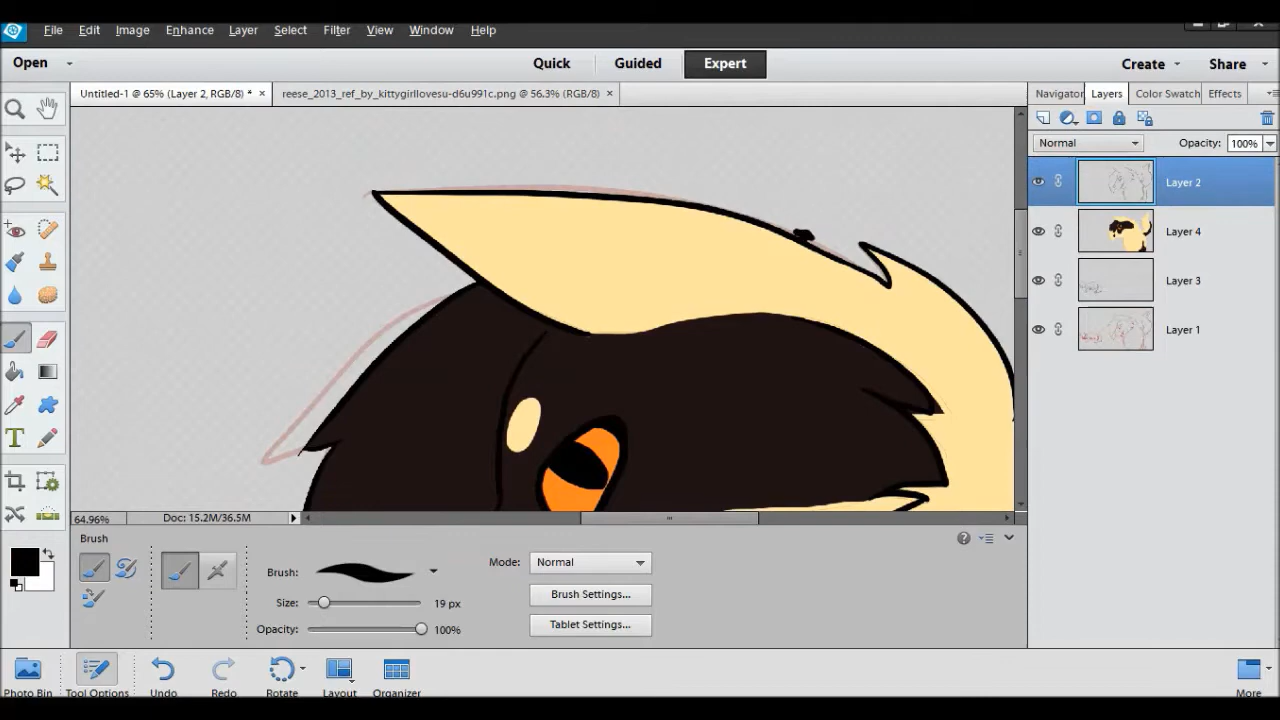 File Edit Image Enhance Layer Select Filter View Window Help
Open Quick Guided Expert Create Share
Untitled-1 @ 65% (Layer 2, RGB/8) * × reese_2013_ref_by_kittygirllovesu-d6u991c.png @ 56.3% (RGB/8) ×
Navigator Layers Color Swatch Effects
Normal Opacity: 100%
Layer 2
Layer 4
Layer 3
Layer 1
64.96% Doc: 15.2M/36.5M
Brush
Brush:
Size: 19 px
Opacity: 100%
Mode: Normal
Brush Settings...
Tablet Settings...
Photo Bin Tool Options Undo Redo Rotate Layout Organizer More